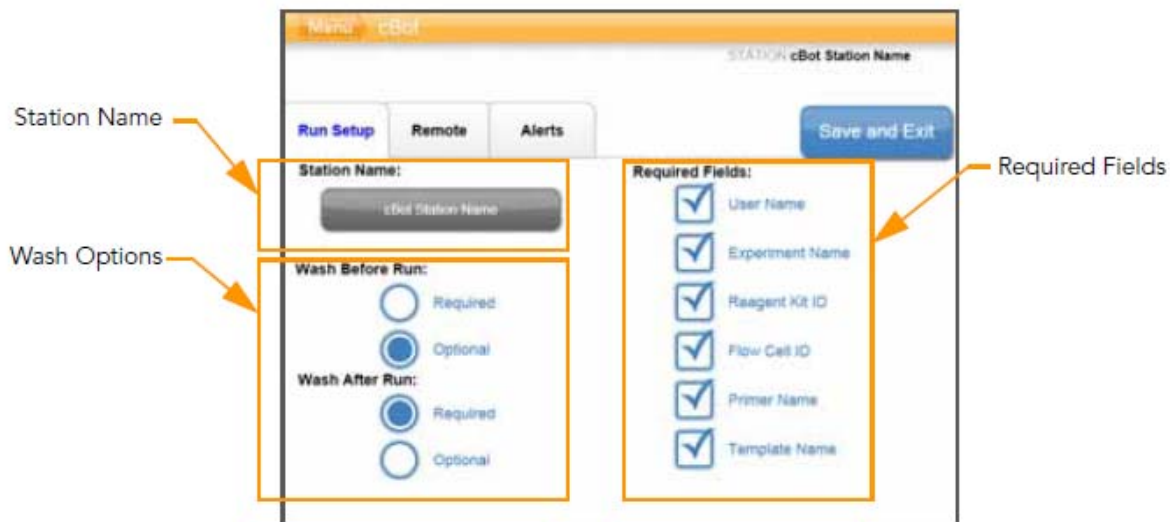 Menu cBot
STATION cBot Station Name
Station Name
Run Setup Remote Alerts Save and Exit
Station Name:
cBot Station Name
Required Fields:
User Name
Experiment Name
Reagent Kit ID
Flow Cell ID
Primer Name
Template Name
Required Fields
Wash Options
Wash Before Run:
Required
Optional
Wash After Run:
Required
Optional